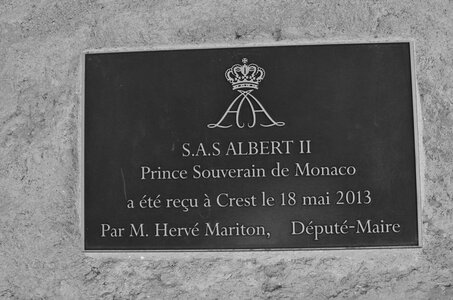 S.A.S ALBERT II
Prince Souverain de Monaco
a été reçu à Crest le 18 mai 2013
Par M. Hervé Mariton, Député-Maire